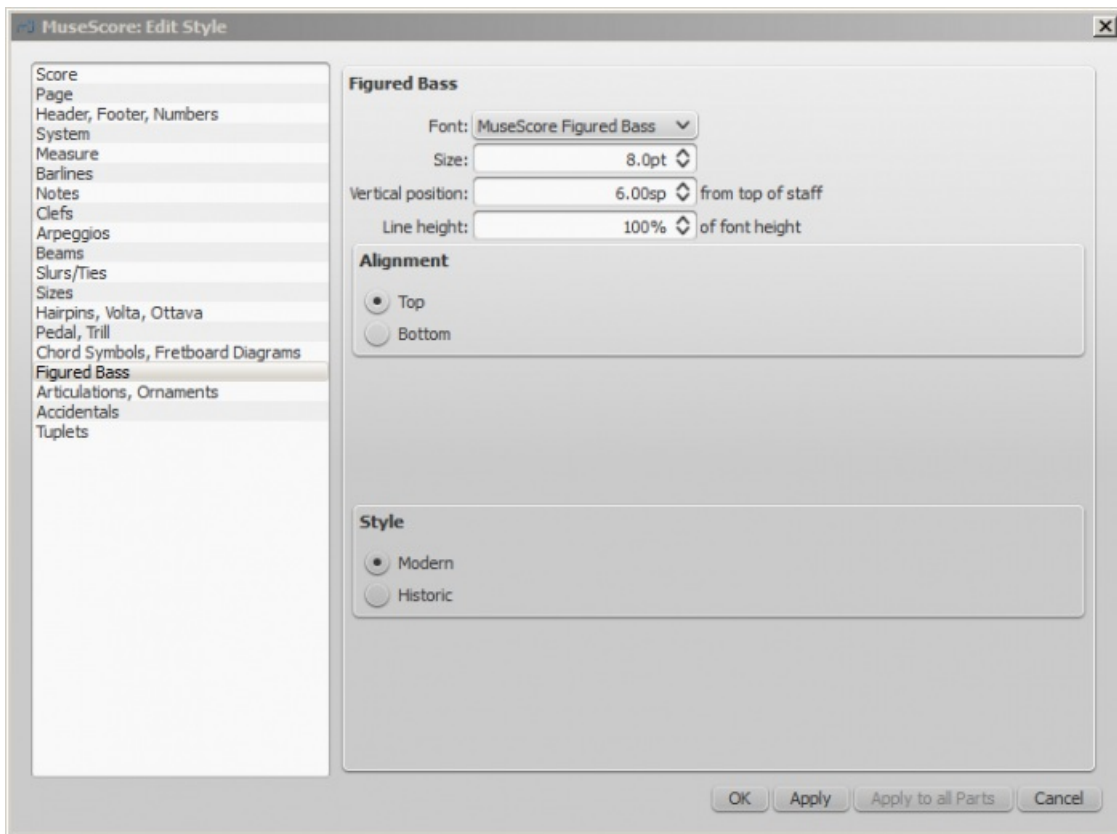 MuseScore: Edit Style
Score
Page
Header, Footer, Numbers
System
Measure
Barlines
Notes
Clefs
Arpeggios
Beams
Slurs/Ties
Sizes
Hairpins, Volta, Ottava
Pedal, Trill
Chord Symbols, Fretboard Diagrams
Figured Bass
Articulations, Ornaments
Accidentals
Tuplets
Figured Bass
Font: MuseScore Figured Bass
Size: 8.0pt
Vertical position: 6.00sp from top of staff
Line height: 100% of font height
Alignment
Top
Bottom
Style
Modern
Historic
OK Apply Apply to all Parts Cancel